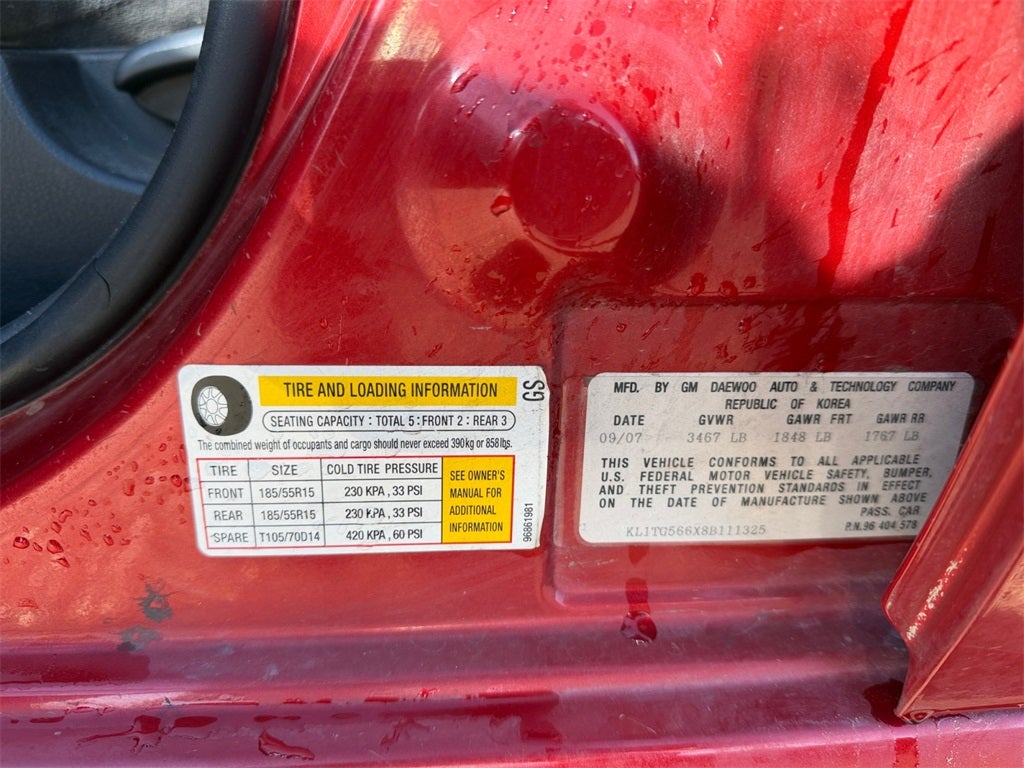 TIRE AND LOADING INFORMATION
GS
SEATING CAPACITY : TOTAL 5 : FRONT 2 : REAR 3
The combined weight of occupants and cargo should never exceed 390 kg or 858 lbs.
TIRE SIZE COLD TIRE PRESSURE
FRONT 185/55R15 230 KPA , 33 PSI
REAR 185/55R15 230 KPA , 33 PSI
SPARE T105/70D14 420 KPA , 60 PSI
SEE OWNER'S
MANUAL FOR
ADDITIONAL
INFORMATION
96861981
MFD. BY GM DAEWOO AUTO & TECHNOLOGY COMPANY
REPUBLIC OF KOREA
DATE GVWR GAWR FRT GAWR RR
09/07 3467 LB 1848 LB 1767 LB
THIS VEHICLE CONFORMS TO ALL APPLICABLE
U.S. FEDERAL MOTOR VEHICLE SAFETY, BUMPER,
AND THEFT PREVENTION STANDARDS IN EFFECT
ON THE DATE OF MANUFACTURE SHOWN ABOVE
PASS. CAR
KL1TG566X8B111325 P.N. 96 404 578